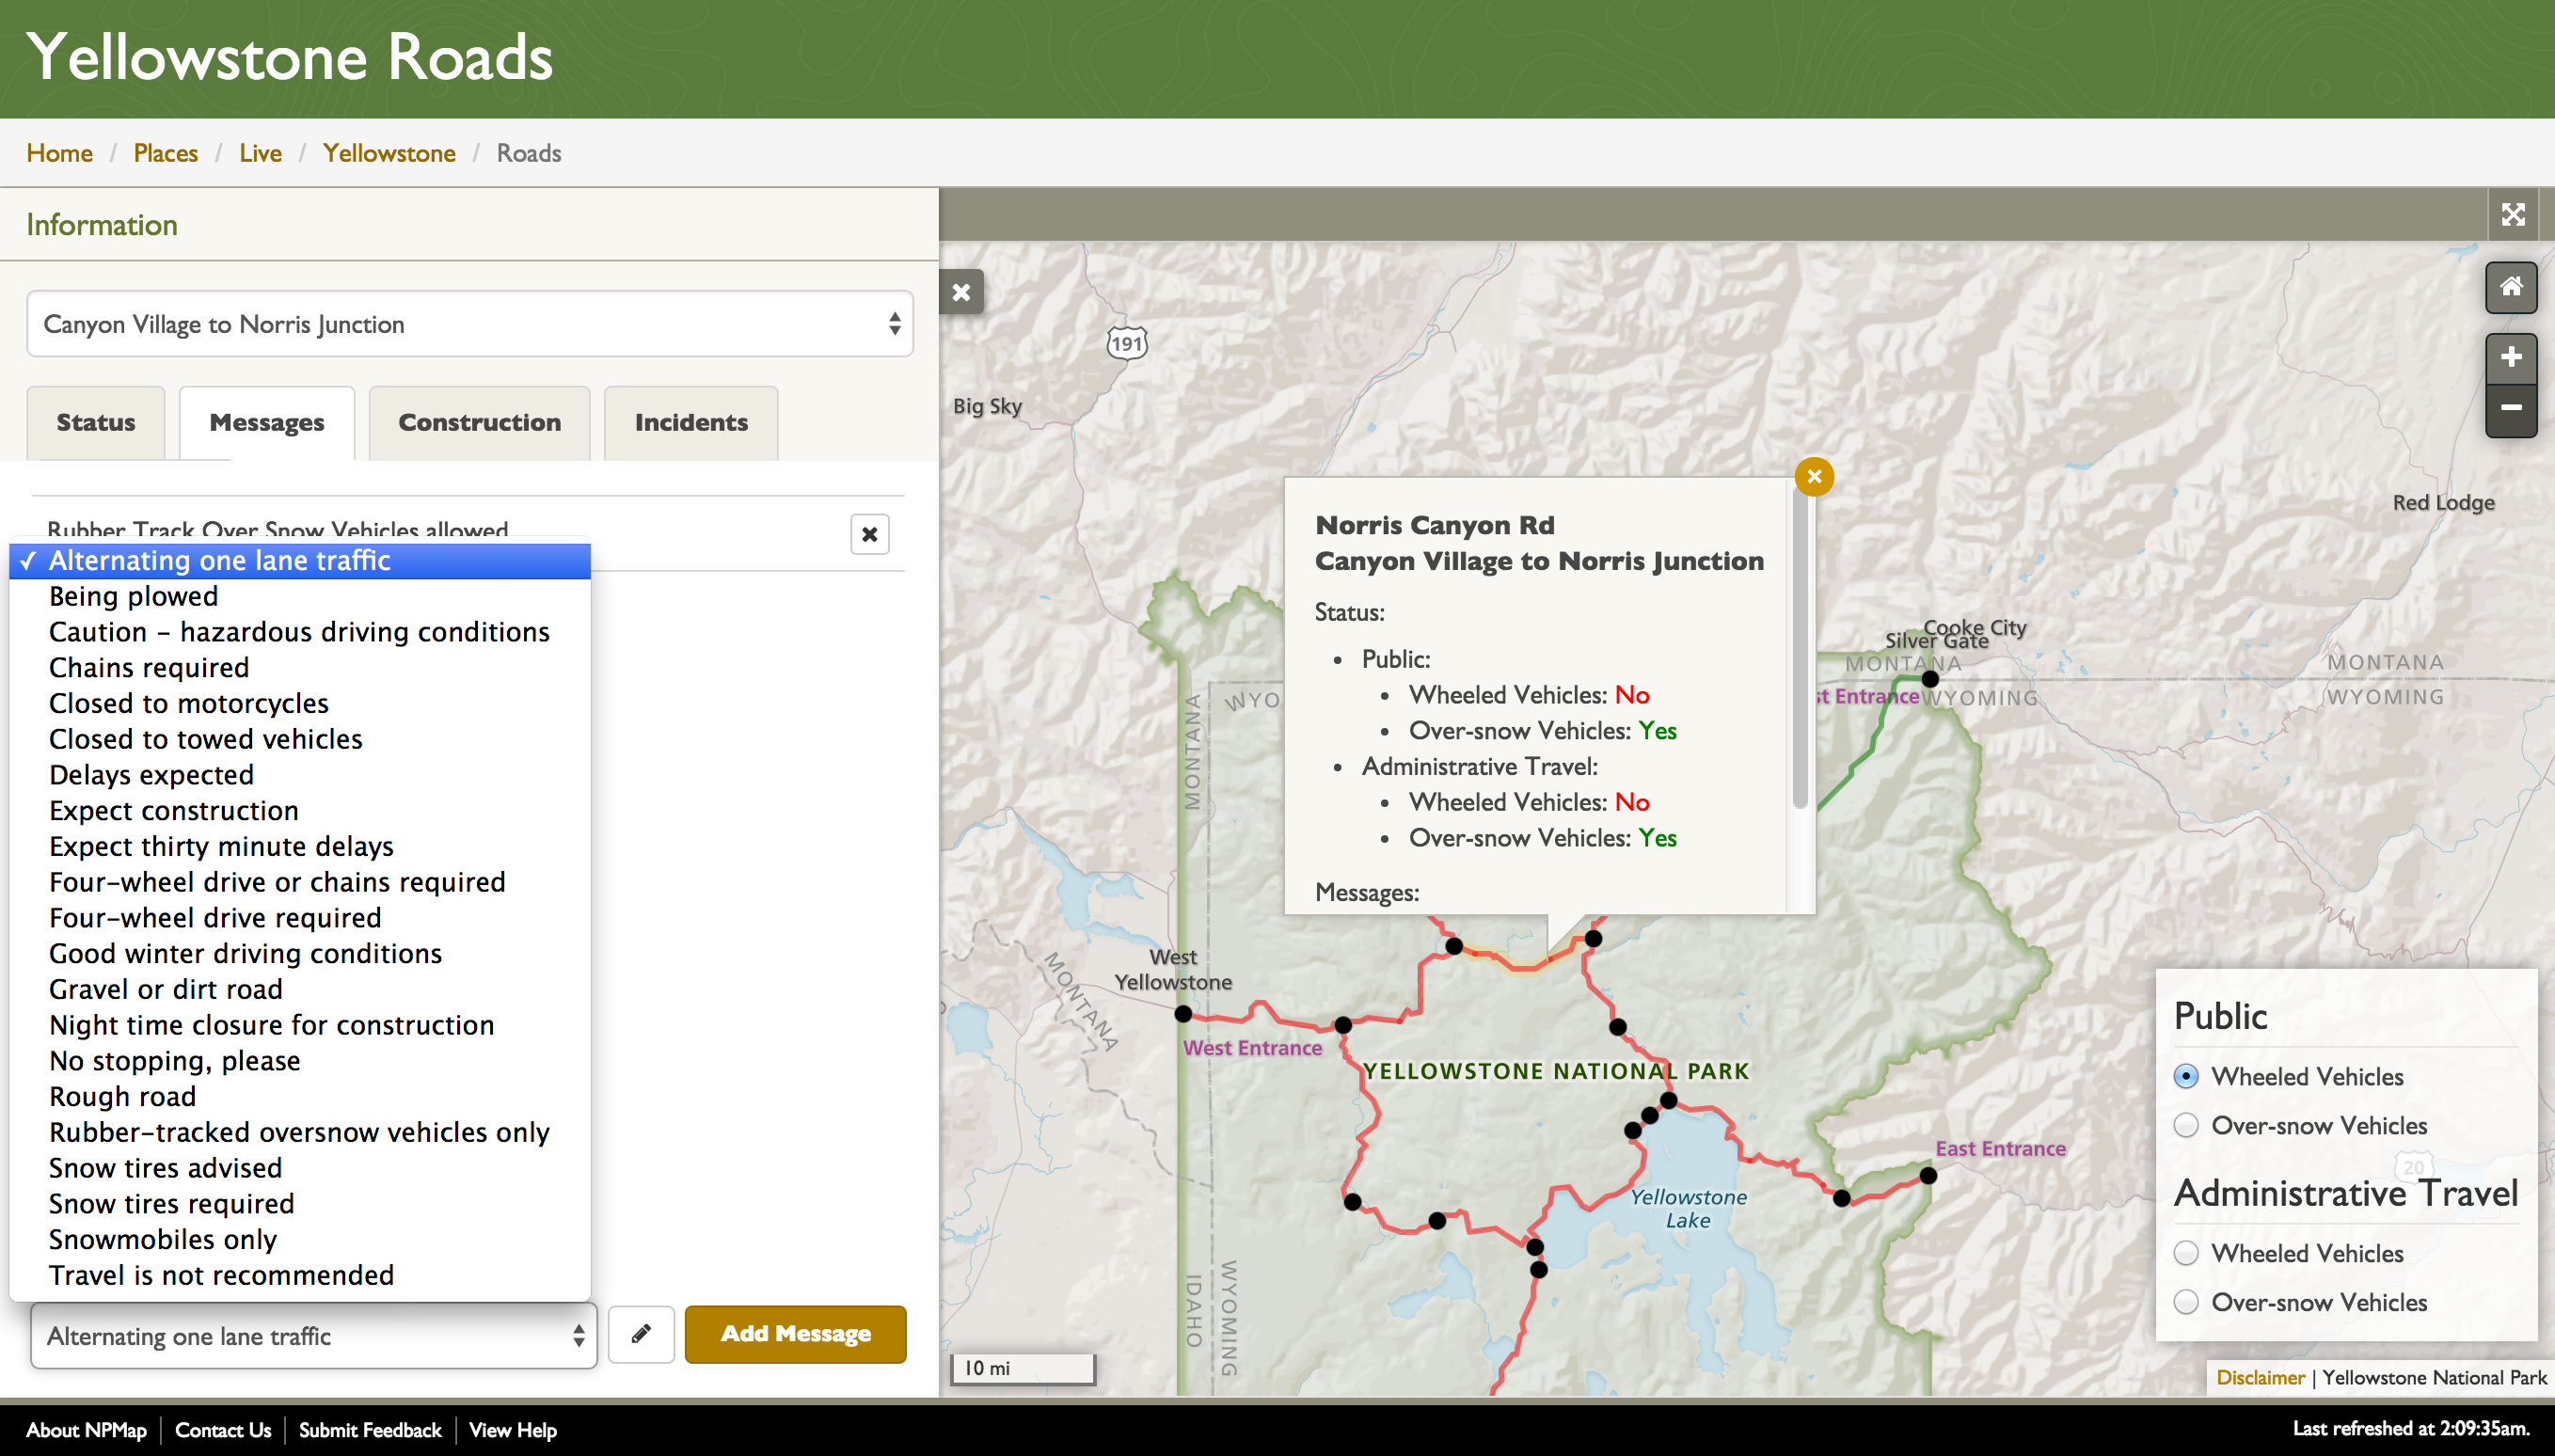 Yellowstone Roads
Home / Places / Live / Yellowstone / Roads
Information
Canyon Village to Norris Junction
Status
Messages
Construction
Incidents
Rubber Track Over Snow Vehicles allowed
✓ Alternating one lane traffic
Being plowed
Caution – hazardous driving conditions
Chains required
Closed to motorcycles
Closed to towed vehicles
Delays expected
Expect construction
Expect thirty minute delays
Four-wheel drive or chains required
Four-wheel drive required
Good winter driving conditions
Gravel or dirt road
Night time closure for construction
No stopping, please
Rough road
Rubber-tracked oversnow vehicles only
Snow tires advised
Snow tires required
Snowmobiles only
Travel is not recommended
Alternating one lane traffic
Add Message
191
Big Sky
Red Lodge
Norris Canyon Rd
Canyon Village to Norris Junction
Status:
• Public:
• Wheeled Vehicles: No
• Over-snow Vehicles: Yes
• Administrative Travel:
• Wheeled Vehicles: No
• Over-snow Vehicles: Yes
Messages:
Cooke City
Silver Gate
MONTANA
WYOMING
st Entrance
MONTANA
WYOMING
MONTANA
WYO
West
Yellowstone
MONTANA
West Entrance
YELLOWSTONE NATIONAL PARK
East Entrance
Yellowstone
Lake
IDAHO
WYOMING
20
Public
Wheeled Vehicles
Over-snow Vehicles
Administrative Travel
Wheeled Vehicles
Over-snow Vehicles
10 mi
Disclaimer | Yellowstone National Park
About NPMap | Contact Us | Submit Feedback | View Help
Last refreshed at 2:09:35am.